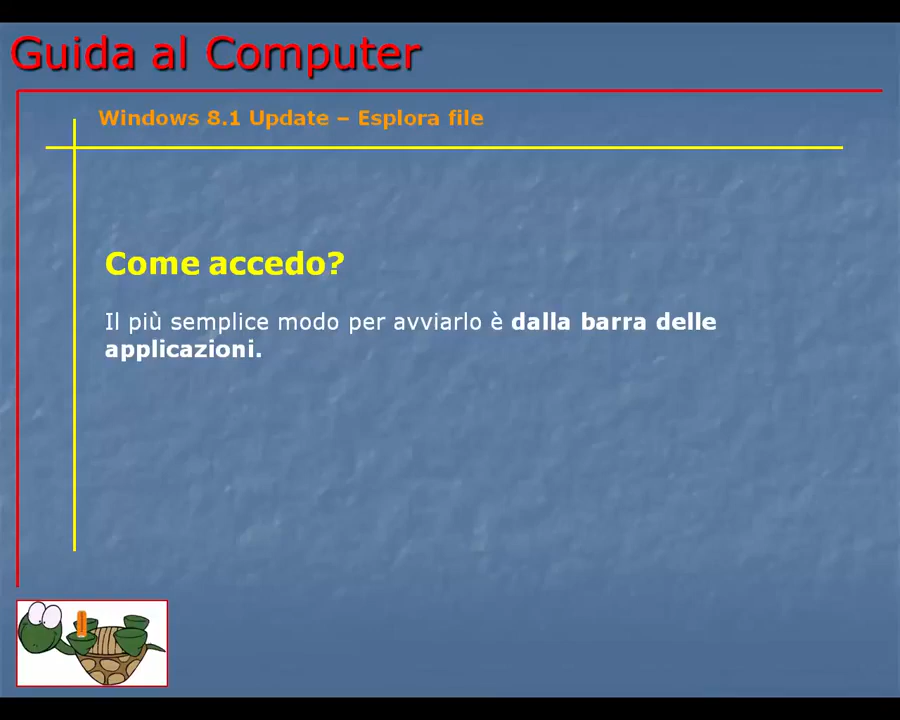 Guida al Computer
Windows 8.1 Update – Esplora file
Come accedo?
Il più semplice modo per avviarlo è dalla barra delle
applicazioni.